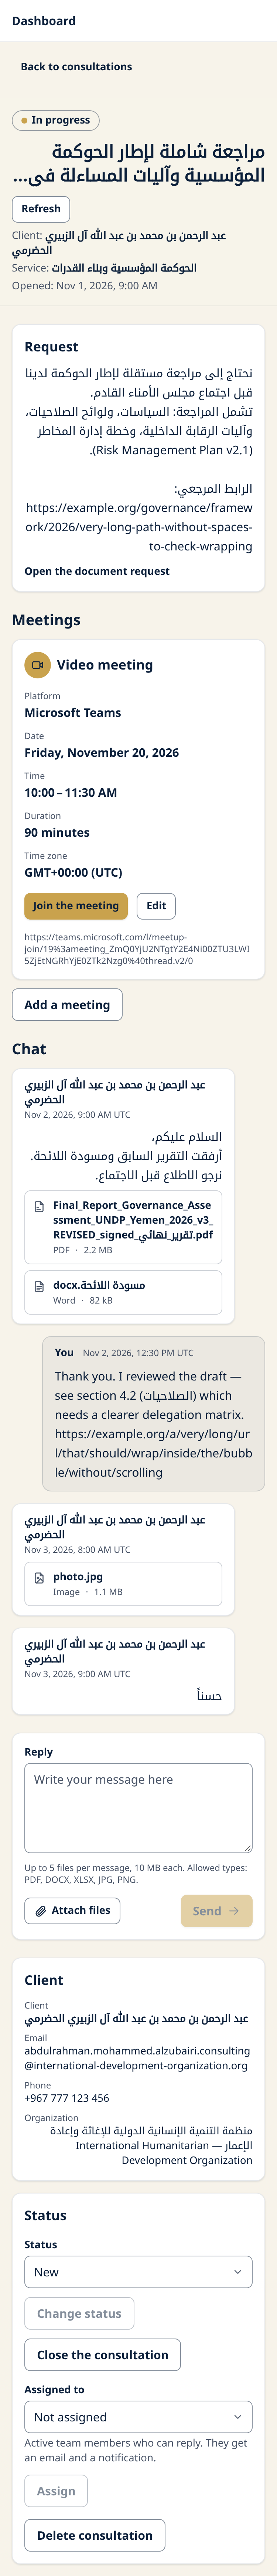 Dashboard
Back to consultations
In progress
مراجعة شاملة لإطار الحوكمة
المؤسسية وآليات المساءلة في...
Refresh
Client: عبد الرحمن بن محمد بن عبد الله آل الزبيري
الحضرمي
Service: الحوكمة المؤسسية وبناء القدرات
Opened: Nov 1, 2026, 9:00 AM
Request
نحتاج إلى مراجعة مستقلة لإطار الحوكمة لدينا
قبل اجتماع مجلس الأمناء القادم.
تشمل المراجعة: السياسات، ولوائح الصلاحيات،
وآليات الرقابة الداخلية، وخطة إدارة المخاطر
(Risk Management Plan v2.1).
الرابط المرجعي:
https://example.org/governance/framew
ork/2026/very-long-path-without-spaces-
to-check-wrapping
Open the document request
Meetings
Video meeting
Platform
Microsoft Teams
Date
Friday, November 20, 2026
Time
10:00 – 11:30 AM
Duration
90 minutes
Time zone
GMT+00:00 (UTC)
Join the meeting
Edit
https://teams.microsoft.com/l/meetup-
join/19%3ameeting_ZmQ0YjU2NTgtY2E4Ni00ZTU3LWI
5ZjEtNGRhYjE0ZTk2Nzg0%40thread.v2/0
Add a meeting
Chat
عبد الرحمن بن محمد بن عبد الله آل الزبيري
الحضرمي
Nov 2, 2026, 9:00 AM UTC
السلام عليكم،
أرفقت التقرير السابق ومسودة اللائحة.
نرجو الاطلاع قبل الاجتماع.
Final_Report_Governance_Asse
ssment_UNDP_Yemen_2026_v3_
REVISED_signed_تقرير_نهائي.pdf
PDF · 2.2 MB
مسودة اللائحة.docx
Word · 82 kB
You Nov 2, 2026, 12:30 PM UTC
Thank you. I reviewed the draft —
see section 4.2 (الصلاحيات) which
needs a clearer delegation matrix.
https://example.org/a/very/long/ur
l/that/should/wrap/inside/the/bubb
le/without/scrolling
عبد الرحمن بن محمد بن عبد الله آل الزبيري
الحضرمي
Nov 3, 2026, 8:00 AM UTC
photo.jpg
Image · 1.1 MB
عبد الرحمن بن محمد بن عبد الله آل الزبيري
الحضرمي
Nov 3, 2026, 9:00 AM UTC
حسناً
Reply
Write your message here
Up to 5 files per message, 10 MB each. Allowed types:
PDF, DOCX, XLSX, JPG, PNG.
Attach files
Send
Client
Client
عبد الرحمن بن محمد بن عبد الله آل الزبيري الحضرمي
Email
abdulrahman.mohammed.alzubairi.consulting
@international-development-organization.org
Phone
+967 777 123 456
Organization
منظمة التنمية الإنسانية الدولية للإغاثة وإعادة
الإعمار — International Humanitarian
Development Organization
Status
Status
New
Change status
Close the consultation
Assigned to
Not assigned
Active team members who can reply. They get
an email and a notification.
Assign
Delete consultation